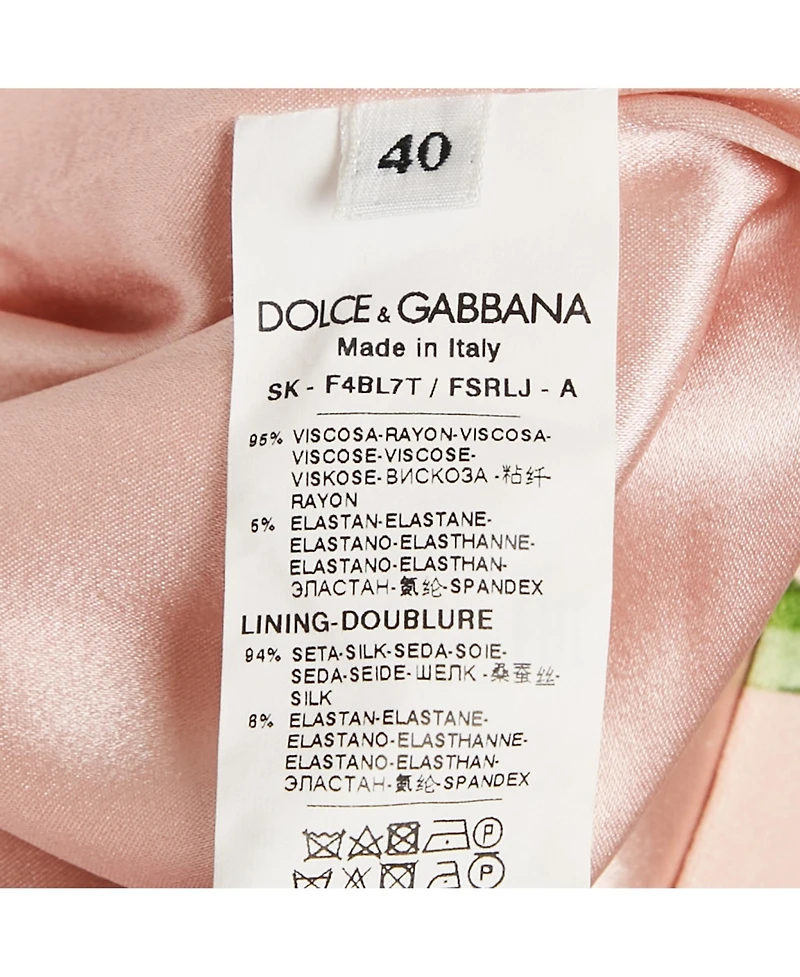 40
DOLCE & GABBANA
Made in Italy
SK - F4BL7T / FSRLJ - A
95% VISCOSA-RAYON-VISCOSA-
VISCOSE-VISCOSE-
VISKOSE-ВИСКОЗА -粘纤-
RAYON
5% ELASTAN-ELASTANE-
ELASTANO-ELASTHANNE-
ELASTANO-ELASTHAN-
ЭЛАСТАН-氨纶-SPANDEX
LINING-DOUBLURE
94% SETA-SILK-SEDA-SOIE-
SEDA-SEIDE-ШЕЛК -桑蚕丝-
SILK
6% ELASTAN-ELASTANE-
ELASTANO-ELASTHANNE-
ELASTANO-ELASTHAN-
ЭЛАСТАН-氨纶-SPANDEX
P
P